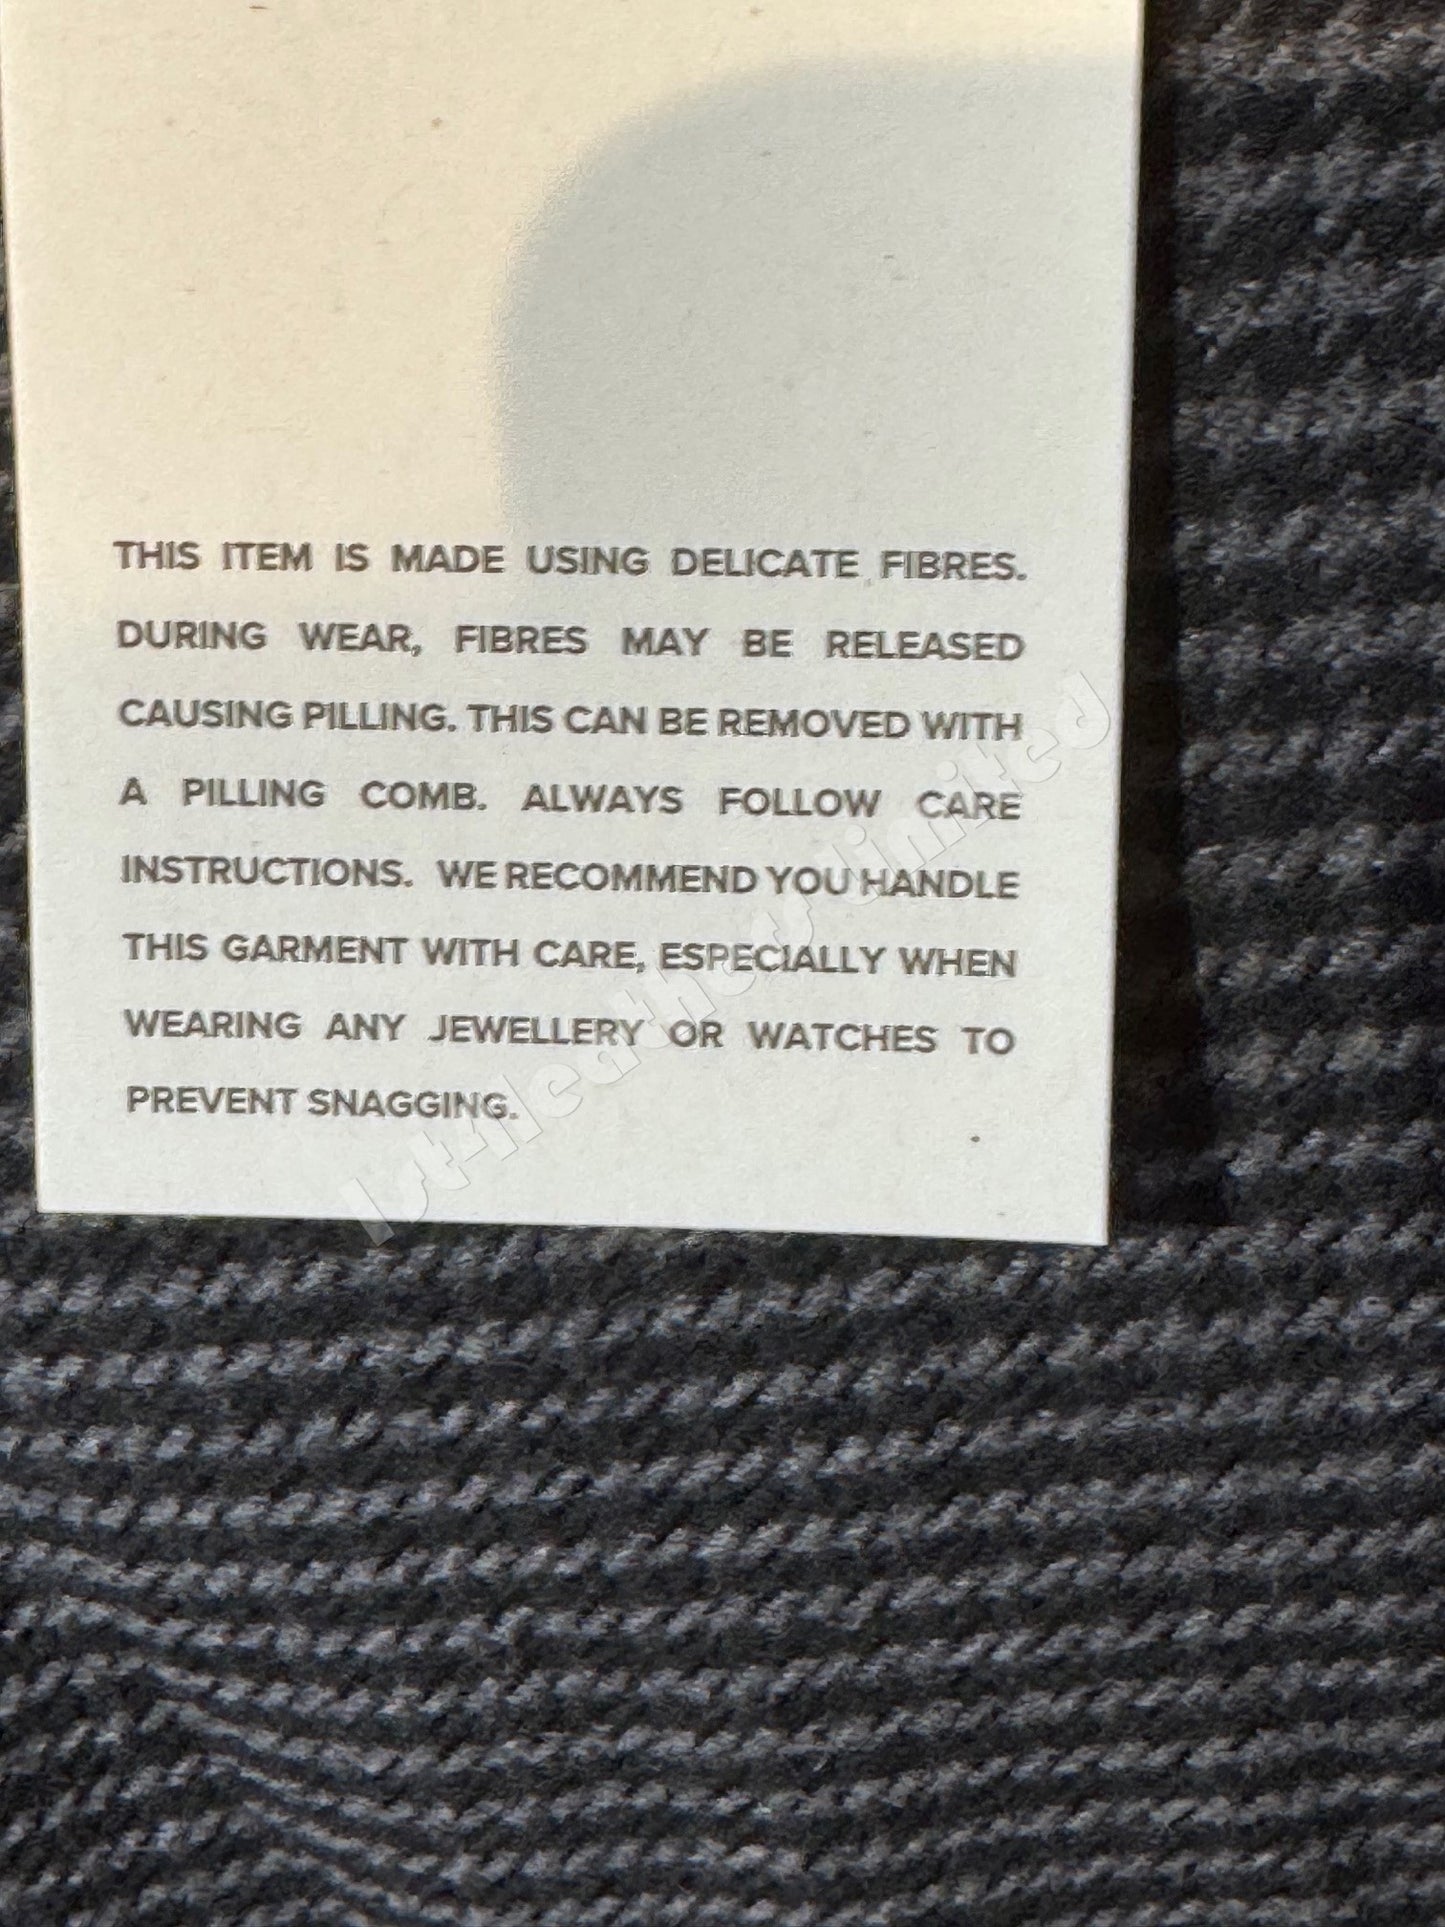 THIS ITEM IS MADE USING DELICATE FIBRES.
DURING WEAR, FIBRES MAY BE RELEASED
CAUSING PILLING. THIS CAN BE REMOVED WITH
A PILLING COMB. ALWAYS FOLLOW CARE
INSTRUCTIONS. WE RECOMMEND YOU HANDLE
THIS GARMENT WITH CARE, ESPECIALLY WHEN
WEARING ANY JEWELLERY OR WATCHES TO
PREVENT SNAGGING.
1st4leathers limited